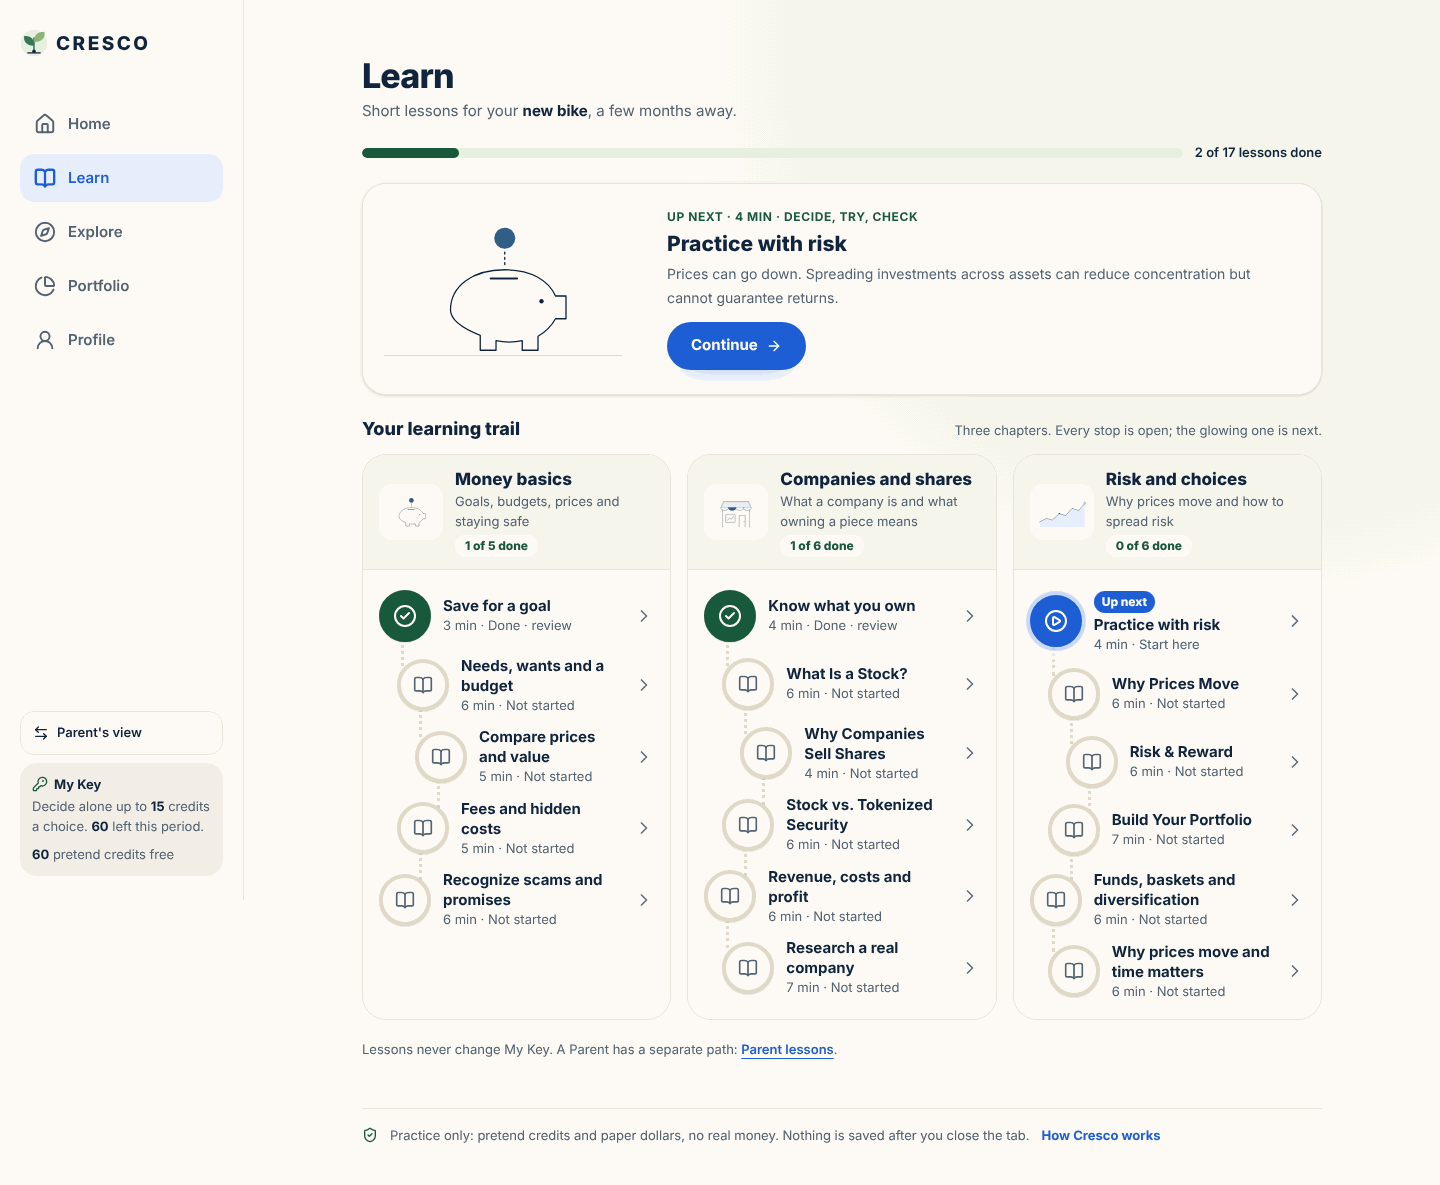 CRESCO
Home
Learn
Explore
Portfolio
Profile
Parent's view
My Key
Decide alone up to 15 credits
a choice. 60 left this period.
60 pretend credits free
Learn
Short lessons for your new bike, a few months away.
2 of 17 lessons done
UP NEXT · 4 MIN · DECIDE, TRY, CHECK
Practice with risk
Prices can go down. Spreading investments across assets can reduce concentration but
cannot guarantee returns.
Continue
Your learning trail
Three chapters. Every stop is open; the glowing one is next.
Money basics
Goals, budgets, prices and
staying safe
1 of 5 done
Save for a goal
3 min · Done · review
Needs, wants and a
budget
6 min · Not started
Compare prices
and value
5 min · Not started
Fees and hidden
costs
5 min · Not started
Recognize scams and
promises
6 min · Not started
Companies and shares
What a company is and what
owning a piece means
1 of 6 done
Know what you own
4 min · Done · review
What Is a Stock?
6 min · Not started
Why Companies
Sell Shares
4 min · Not started
Stock vs. Tokenized
Security
6 min · Not started
Revenue, costs and
profit
6 min · Not started
Research a real
company
7 min · Not started
Risk and choices
Why prices move and how to
spread risk
0 of 6 done
Up next
Practice with risk
4 min · Start here
Why Prices Move
6 min · Not started
Risk & Reward
6 min · Not started
Build Your Portfolio
7 min · Not started
Funds, baskets and
diversification
6 min · Not started
Why prices move and
time matters
6 min · Not started
Lessons never change My Key. A Parent has a separate path: Parent lessons.
Practice only: pretend credits and paper dollars, no real money. Nothing is saved after you close the tab. How Cresco works